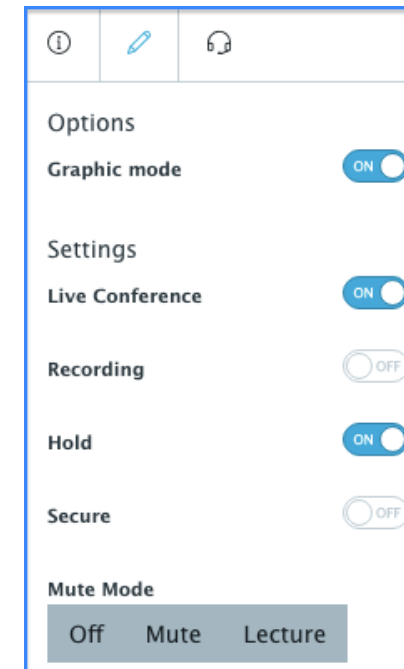 Options
Graphic mode ON
Settings
Live Conference ON
Recording OFF
Hold ON
Secure OFF
Mute Mode
Off Mute Lecture